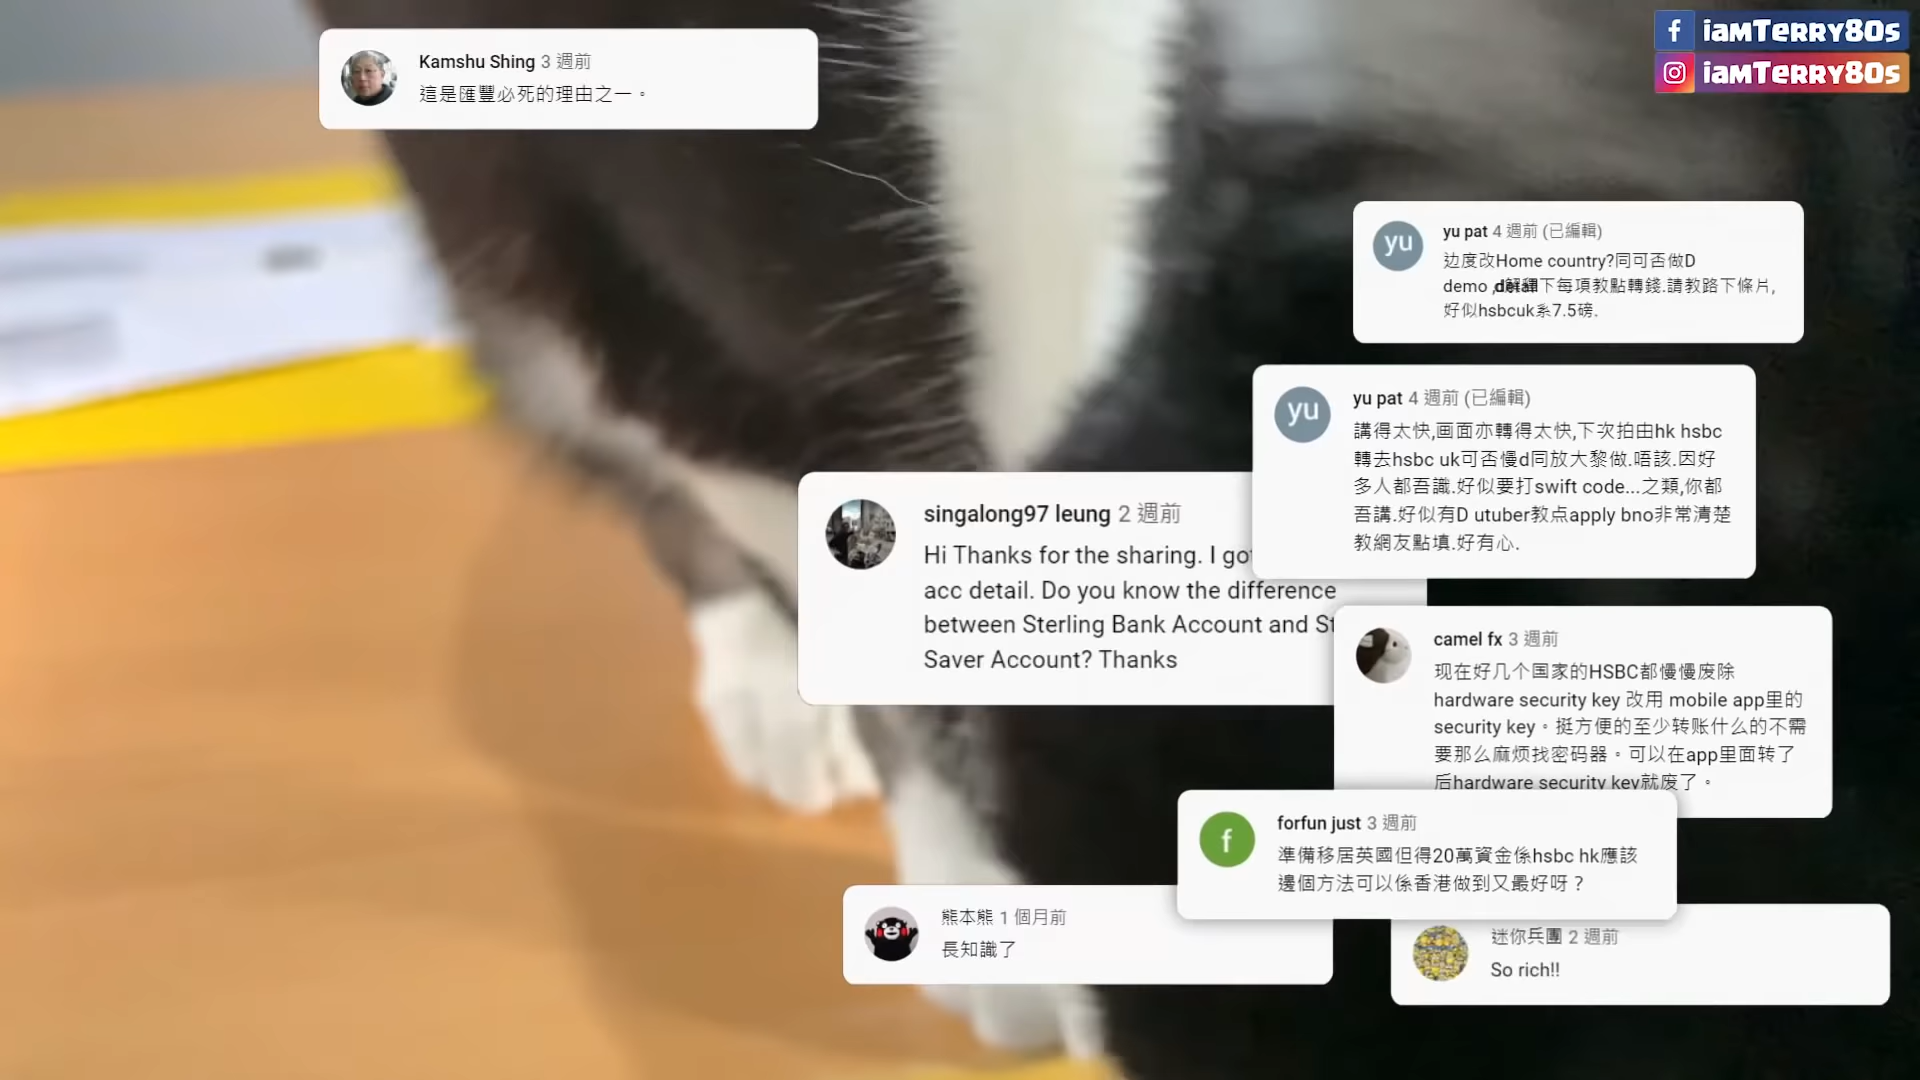 iamTerry80s
iamTerry80s
Kamshu Shing 3 週前
這是匯豐必死的理由之一。
yu pat 4 週前 (已編輯)
边度改Home country?同可否做D
demo ,解釋下每項教點轉錢.請教路下條片,
好似hsbcuk系7.5磅.
yu
yu pat 4 週前 (已編輯)
講得太快,画面亦轉得太快,下次拍由hk hsbc
轉去hsbc uk可否慢d同放大黎做.唔該.因好
多人都吾識.好似要打swift code...之類,你都
吾講.好似有D utuber教点apply bno非常清楚
教網友點填.好有心.
yu
singalong97 leung 2 週前
Hi Thanks for the sharing. I got
acc detail. Do you know the difference
between Sterling Bank Account and St
Saver Account? Thanks
camel fx 3 週前
现在好几个国家的HSBC都慢慢废除
hardware security key 改用 mobile app里的
security key。挺方便的至少转账什么的不需
要那么麻烦找密码器。可以在app里面转了
后hardware security key就废了。
f
forfun just 3 週前
準備移居英國但得20萬資金係hsbc hk應該
邊個方法可以係香港做到又最好呀？
熊本熊 1 個月前
長知識了
迷你兵團 2 週前
So rich!!